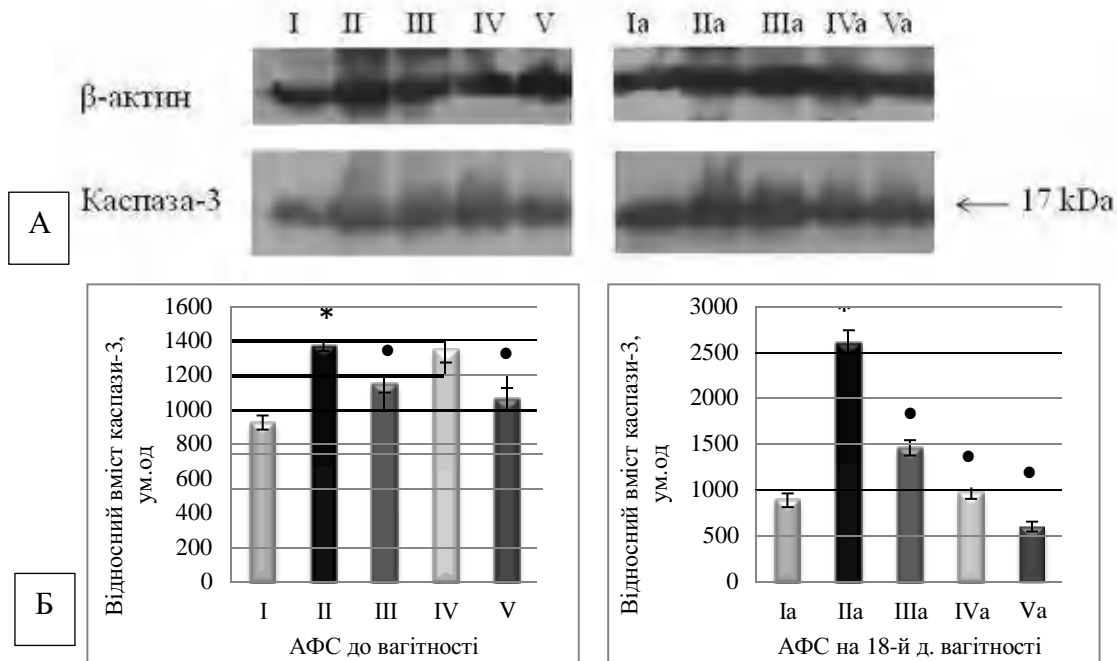 I II III IV V Ia IIa IIIa IVa Va
β-актин
Каспаза-3 ← 17 kDa
А
Відносний вміст каспази-3,
ум.од
1600
1400
1200
1000
800
600
400
200
0
*
•
•
I II III IV V
АФС до вагітності
Відносний вміст каспази-3,
ум.од
3000
2500
2000
1500
1000
500
0
*
•
•
•
Ia IIa IIIa IVa Va
АФС на 18-й д. вагітності
Б